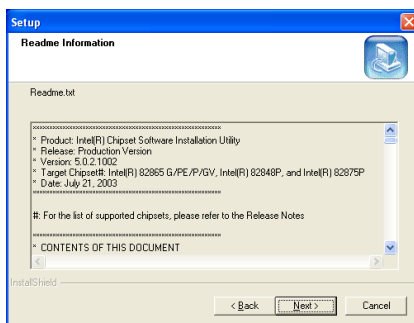 Setup
Readme Information
Readme.txt
************************************************************
* Product: Intel(R) Chipset Software Installation Utility
* Release: Production Version
* Version: 5.0.2.1002
* Target Chipset#: Intel(R) 82865 G/PE/P/GV, Intel(R) 82848P, and Intel(R) 82875P
* Date: July 21, 2003
************************************************************
#: For the list of supported chipsets, please refer to the Release Notes
************************************************************
* CONTENTS OF THIS DOCUMENT
InstallShield
< Back
Next >
Cancel